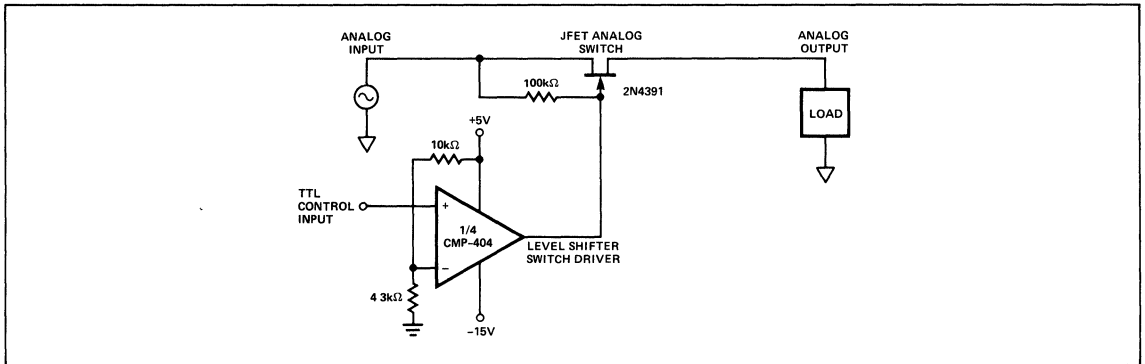 ANALOG
INPUT
JFET ANALOG
SWITCH
ANALOG
OUTPUT
100kΩ
2N4391
LOAD
+5V
10kΩ
TTL
CONTROL
INPUT
+
1/4
CMP-404
−
LEVEL SHIFTER
SWITCH DRIVER
4 3kΩ
−15V